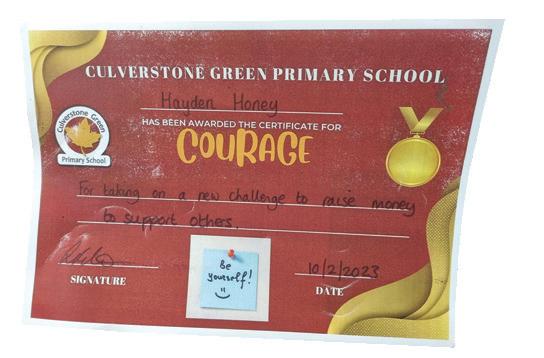 CULVERSTONE GREEN PRIMARY SCHOOL
Hayden Honey
HAS BEEN AWARDED THE CERTIFICATE FOR
COURAGE
Culverstone Green
Primary School
For taking on a new challenge to raise money
to support others.
Be
yourself!
SIGNATURE
10/2/2023
DATE